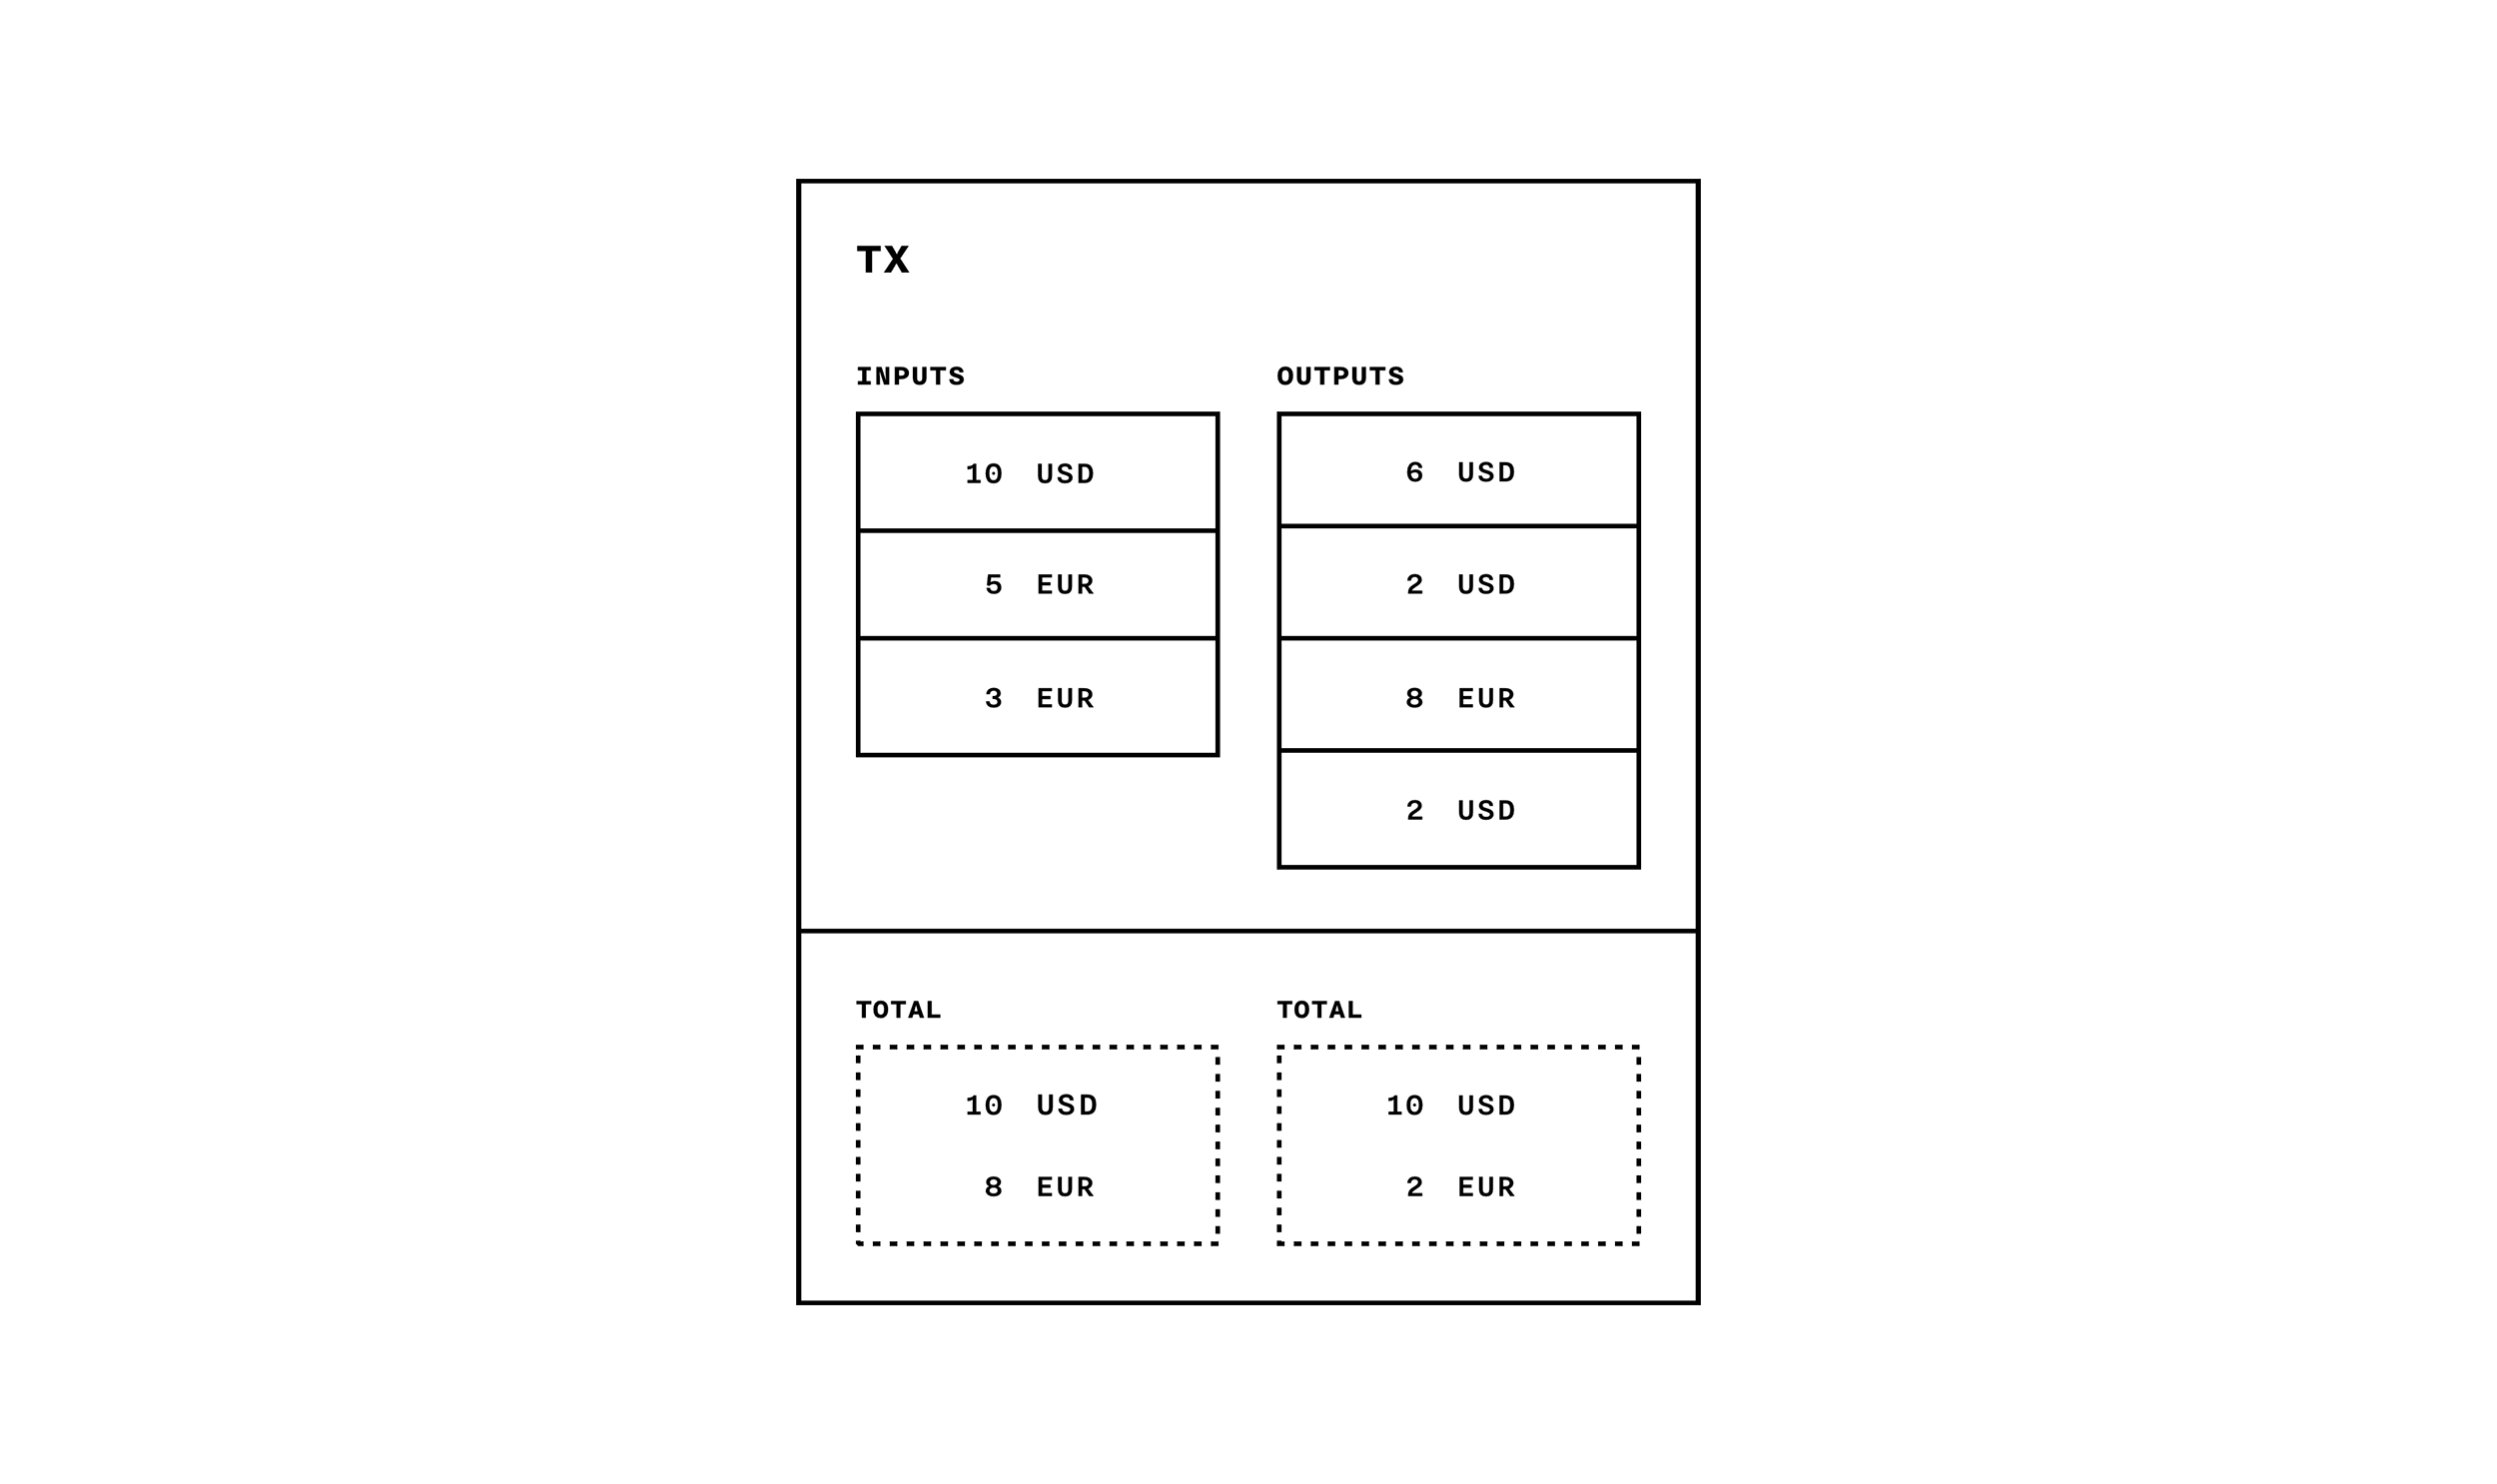 TX
INPUTS
10 USD
5 EUR
3 EUR
OUTPUTS
6 USD
2 USD
8 EUR
2 USD
TOTAL
10 USD
8 EUR
TOTAL
10 USD
2 EUR